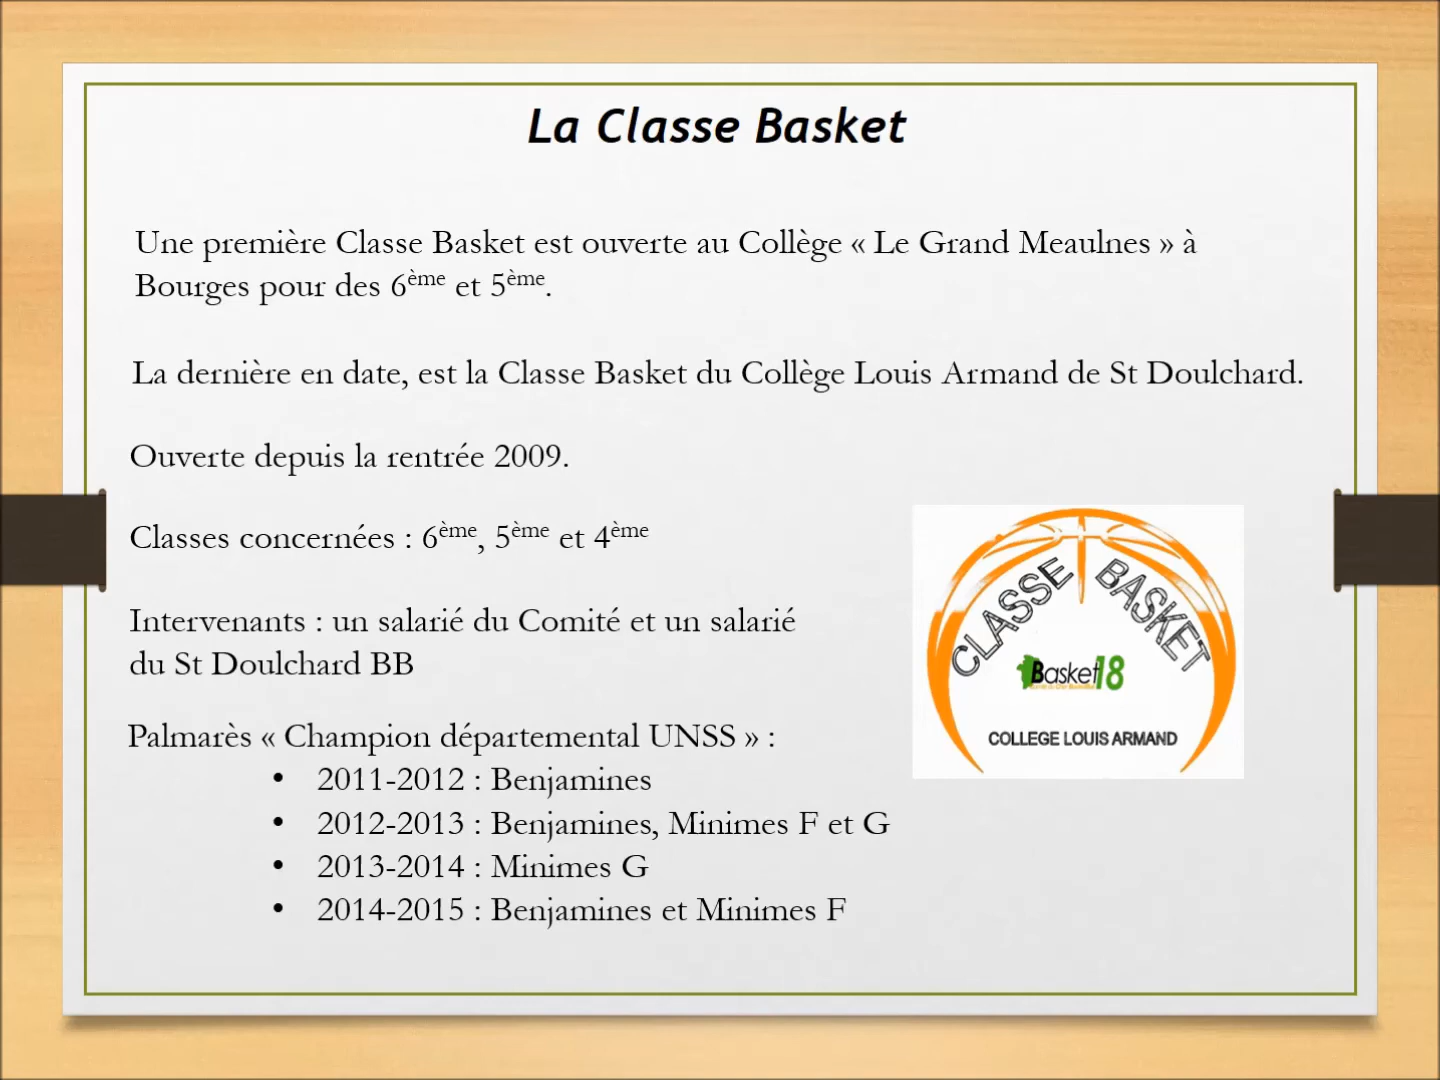 La Classe Basket
Une première Classe Basket est ouverte au Collège « Le Grand Meaulnes » à
Bourges pour des 6ème et 5ème.
La dernière en date, est la Classe Basket du Collège Louis Armand de St Doulchard.
Ouverte depuis la rentrée 2009.
Classes concernées : 6ème, 5ème et 4ème
Intervenants : un salarié du Comité et un salarié
du St Doulchard BB
CLASSE BASKET
Basket18
COLLEGE LOUIS ARMAND
Palmarès « Champion départemental UNSS » :
• 2011-2012 : Benjamines
• 2012-2013 : Benjamines, Minimes F et G
• 2013-2014 : Minimes G
• 2014-2015 : Benjamines et Minimes F